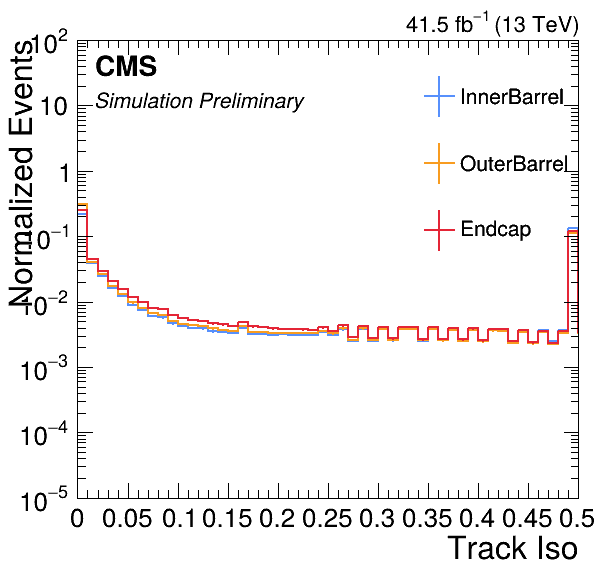 41.5 fb⁻¹ (13 TeV)
CMS
Simulation Preliminary
InnerBarrel
OuterBarrel
Endcap
Normalized Events
10²
10
1
10⁻¹
10⁻²
10⁻³
10⁻⁴
10⁻⁵
0 0.05 0.1 0.15 0.2 0.25 0.3 0.35 0.4 0.45 0.5
Track Iso